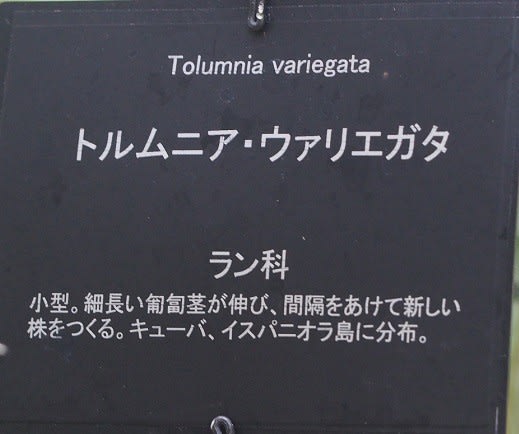 Tolumnia variegata
トルムニア・ウァリエガタ
ラン科
小型。細長い匍匐茎が伸び、間隔をあけて新しい
株をつくる。キューバ、イスパニオラ島に分布。